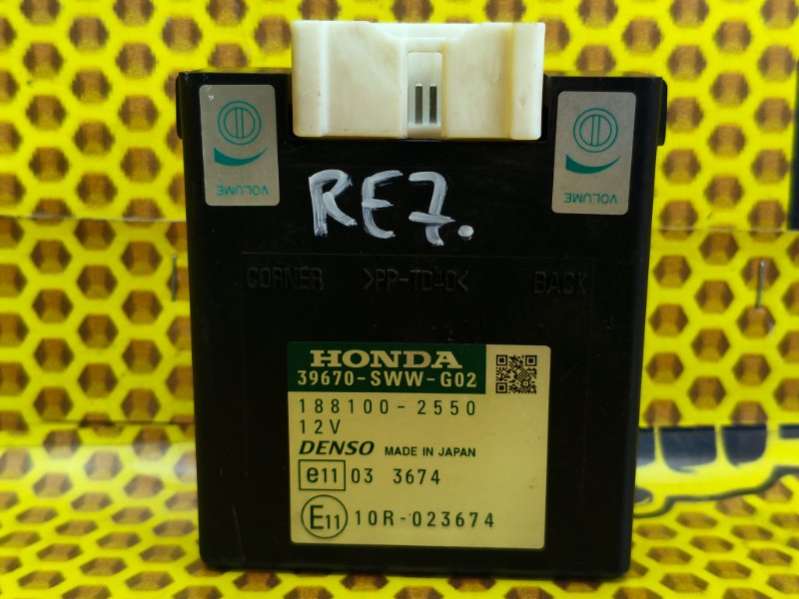 VOLUME
VOLUME
RE7.
CORNER >PP-TD40< BACK
HONDA
39670-SWW-G02
188100-2550
12V
DENSO MADE IN JAPAN
e11 03 3674
E11 10R-023674